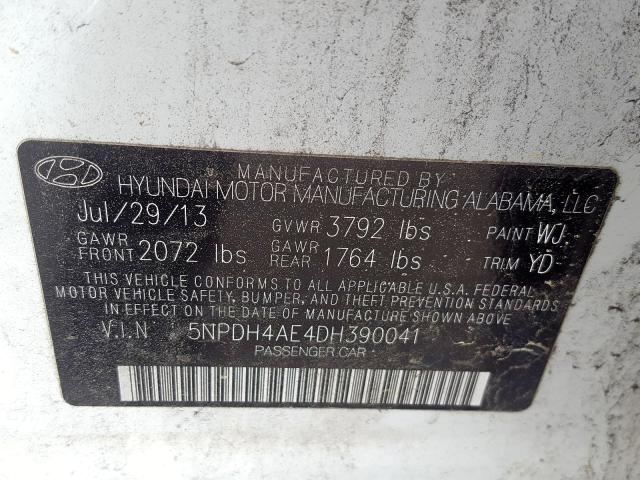 MANUFACTURED BY
HYUNDAI MOTOR MANUFACTURING ALABAMA, LLC
Jul/29/13 GVWR 3792 lbs PAINT WJ
GAWR FRONT 2072 lbs GAWR REAR 1764 lbs TRIM YD
THIS VEHICLE CONFORMS TO ALL APPLICABLE U.S.A. FEDERAL
MOTOR VEHICLE SAFETY, BUMPER, AND THEFT PREVENTION STANDARDS
IN EFFECT ON THE DATE OF MANUFACTURE SHOWN ABOVE.
V.I.N 5NPDH4AE4DH390041
PASSENGER CAR